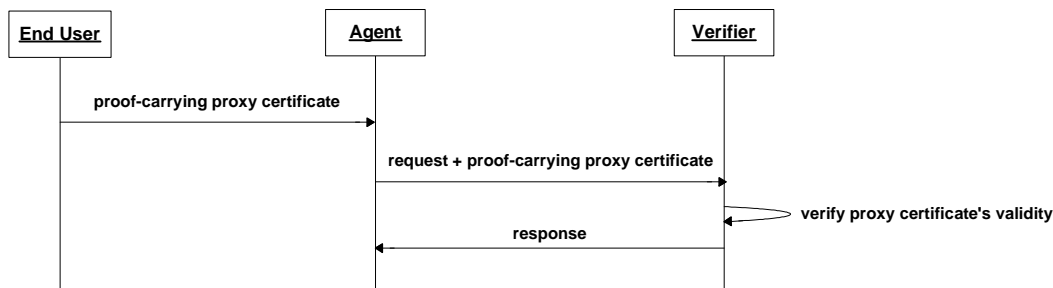 End User
Agent
Verifier
proof-carrying proxy certificate
request + proof-carrying proxy certificate
verify proxy certificate's validity
response